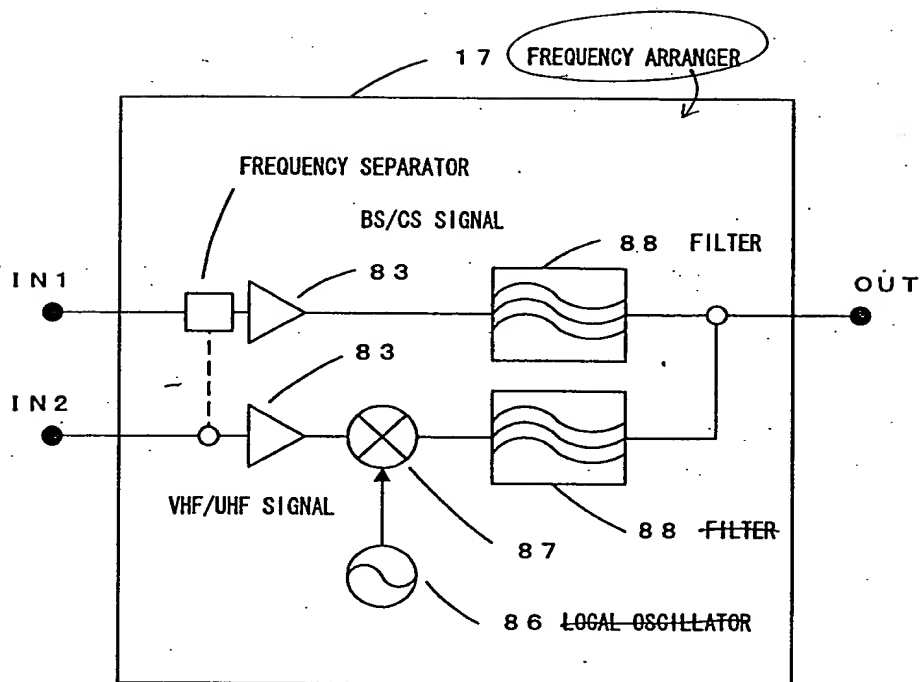 17 FREQUENCY ARRANGER
FREQUENCY SEPARATOR
BS/CS SIGNAL
88 FILTER
IN1
83
OUT
83
IN2
VHF/UHF SIGNAL
88 FILTER
87
86 LOCAL OSCILLATOR